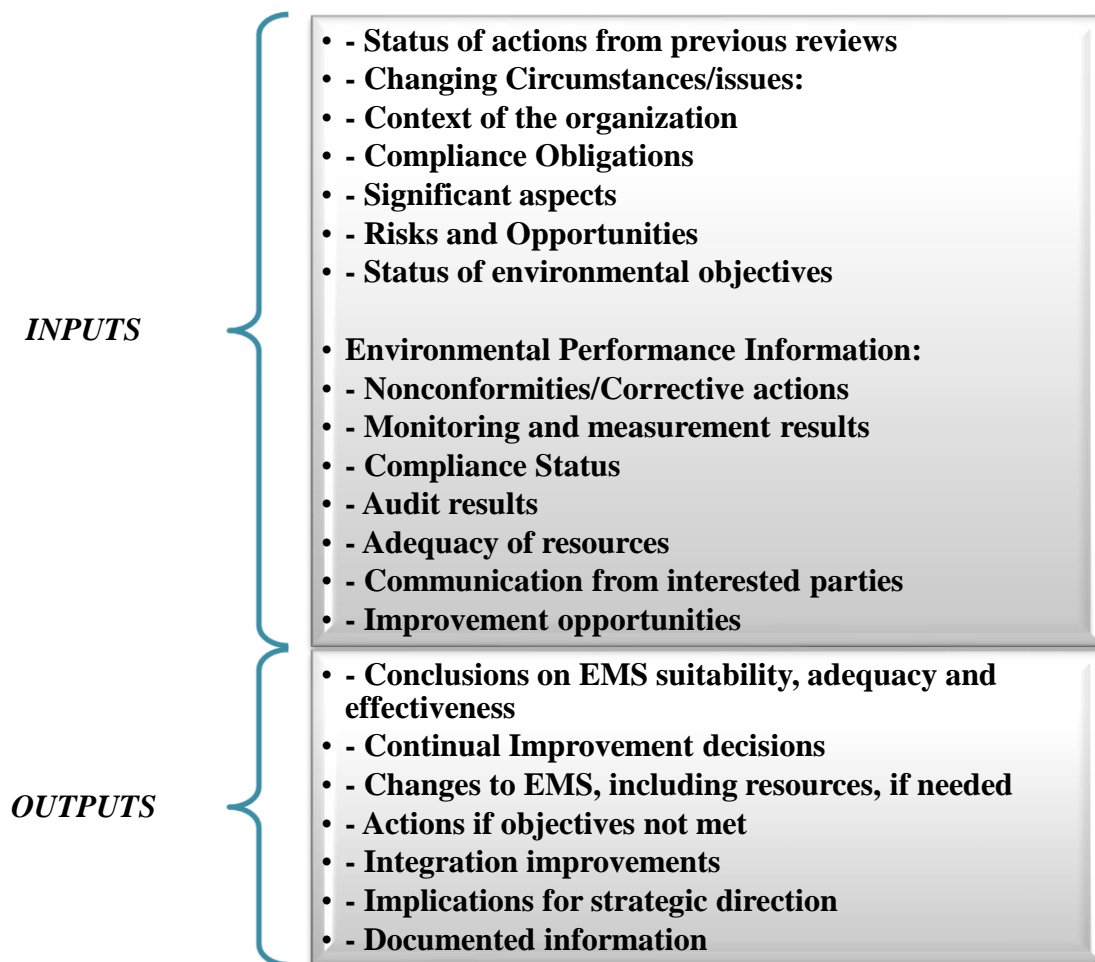 INPUTS
• - Status of actions from previous reviews
• - Changing Circumstances/issues:
• - Context of the organization
• - Compliance Obligations
• - Significant aspects
• - Risks and Opportunities
• - Status of environmental objectives
• Environmental Performance Information:
• - Nonconformities/Corrective actions
• - Monitoring and measurement results
• - Compliance Status
• - Audit results
• - Adequacy of resources
• - Communication from interested parties
• - Improvement opportunities
OUTPUTS
• - Conclusions on EMS suitability, adequacy and
effectiveness
• - Continual Improvement decisions
• - Changes to EMS, including resources, if needed
• - Actions if objectives not met
• - Integration improvements
• - Implications for strategic direction
• - Documented information